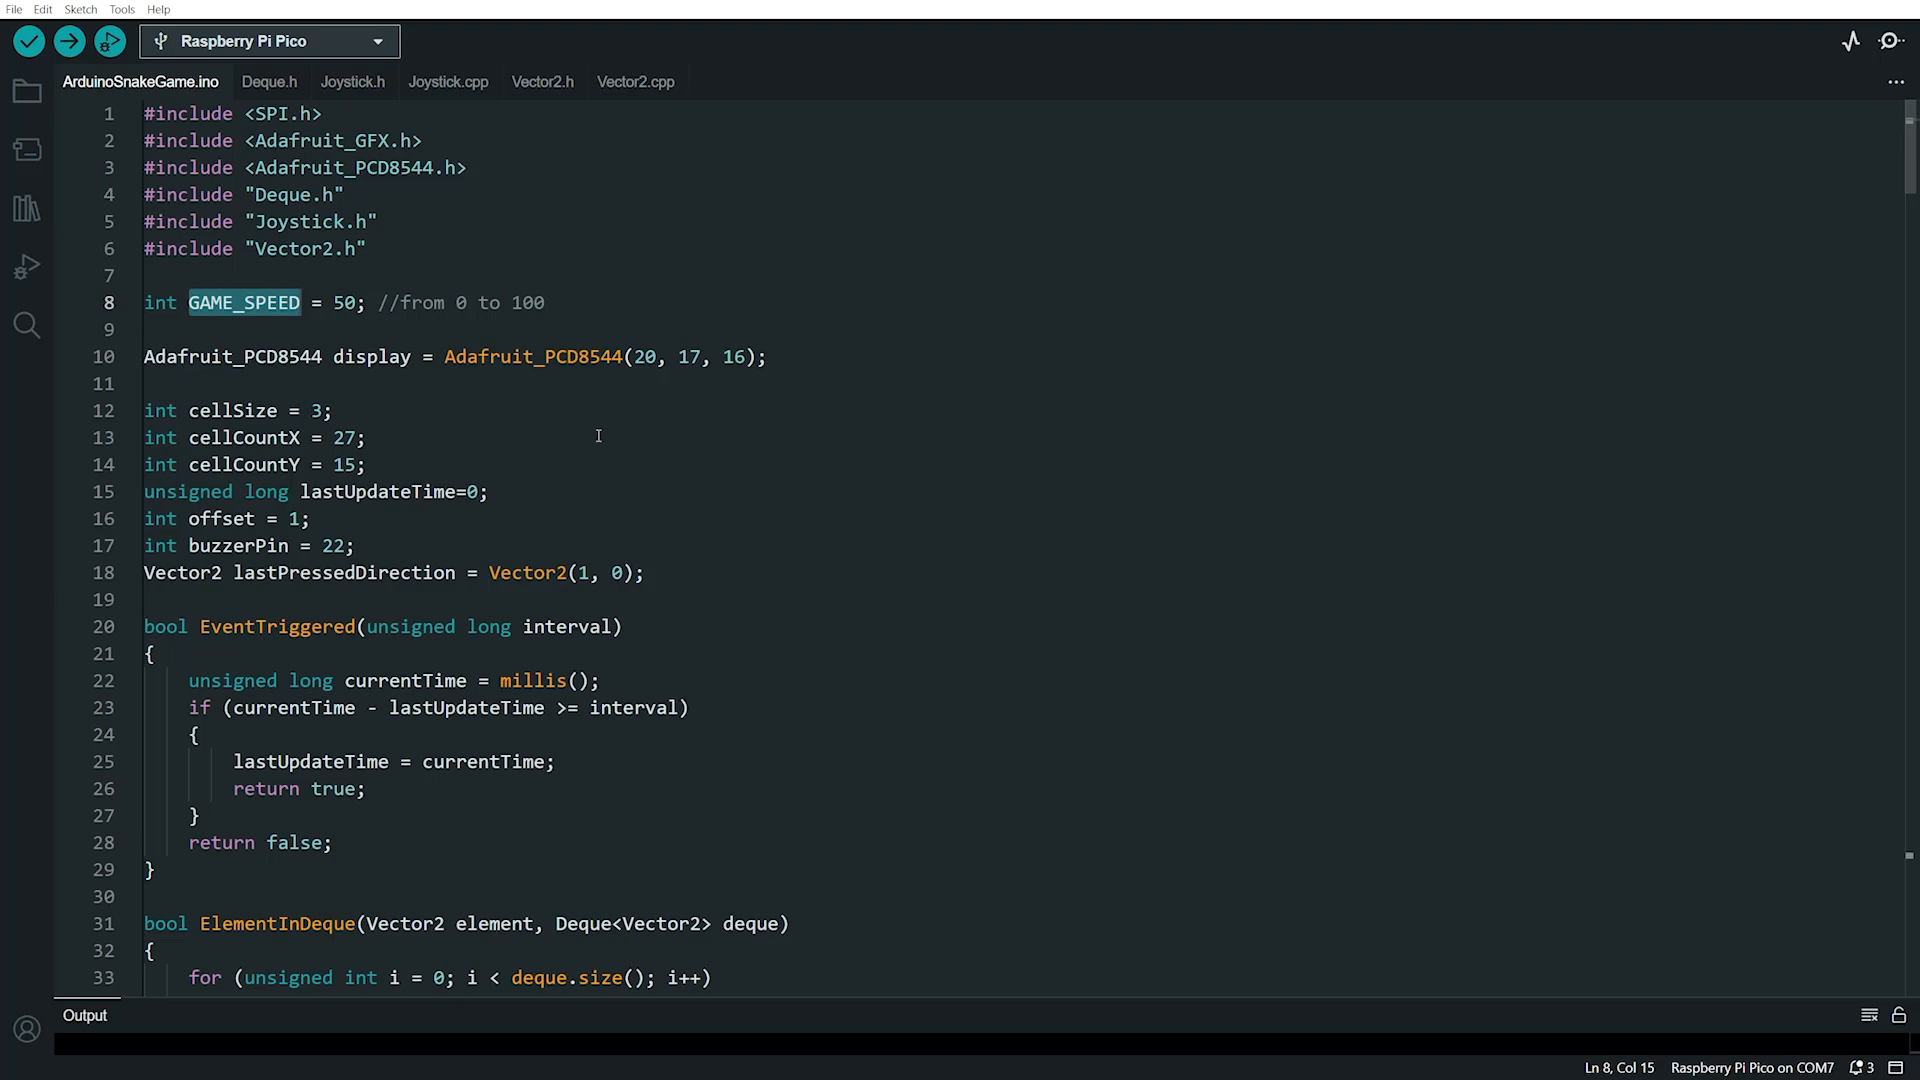 File Edit Sketch Tools Help
Raspberry Pi Pico
ArduinoSnakeGame.ino Deque.h Joystick.h Joystick.cpp Vector2.h Vector2.cpp
1 #include <SPI.h>
2 #include <Adafruit_GFX.h>
3 #include <Adafruit_PCD8544.h>
4 #include "Deque.h"
5 #include "Joystick.h"
6 #include "Vector2.h"
7
8 int GAME_SPEED = 50; //from 0 to 100
9
10 Adafruit_PCD8544 display = Adafruit_PCD8544(20, 17, 16);
11
12 int cellSize = 3;
13 int cellCountX = 27;
14 int cellCountY = 15;
15 unsigned long lastUpdateTime=0;
16 int offset = 1;
17 int buzzerPin = 22;
18 Vector2 lastPressedDirection = Vector2(1, 0);
19
20 bool EventTriggered(unsigned long interval)
21 {
22 unsigned long currentTime = millis();
23 if (currentTime - lastUpdateTime >= interval)
24 {
25 lastUpdateTime = currentTime;
26 return true;
27 }
28 return false;
29 }
30
31 bool ElementInDeque(Vector2 element, Deque<Vector2> deque)
32 {
33 for (unsigned int i = 0; i < deque.size(); i++)
Output
Ln 8, Col 15 Raspberry Pi Pico on COM7 3